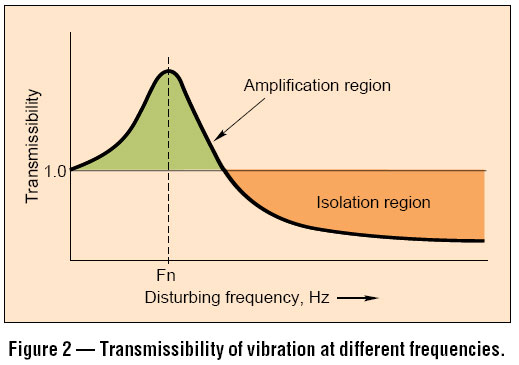 Transmissibility
Amplification region
1.0
Isolation region
Fn
Disturbing frequency, Hz
Figure 2 — Transmissibility of vibration at different frequencies.